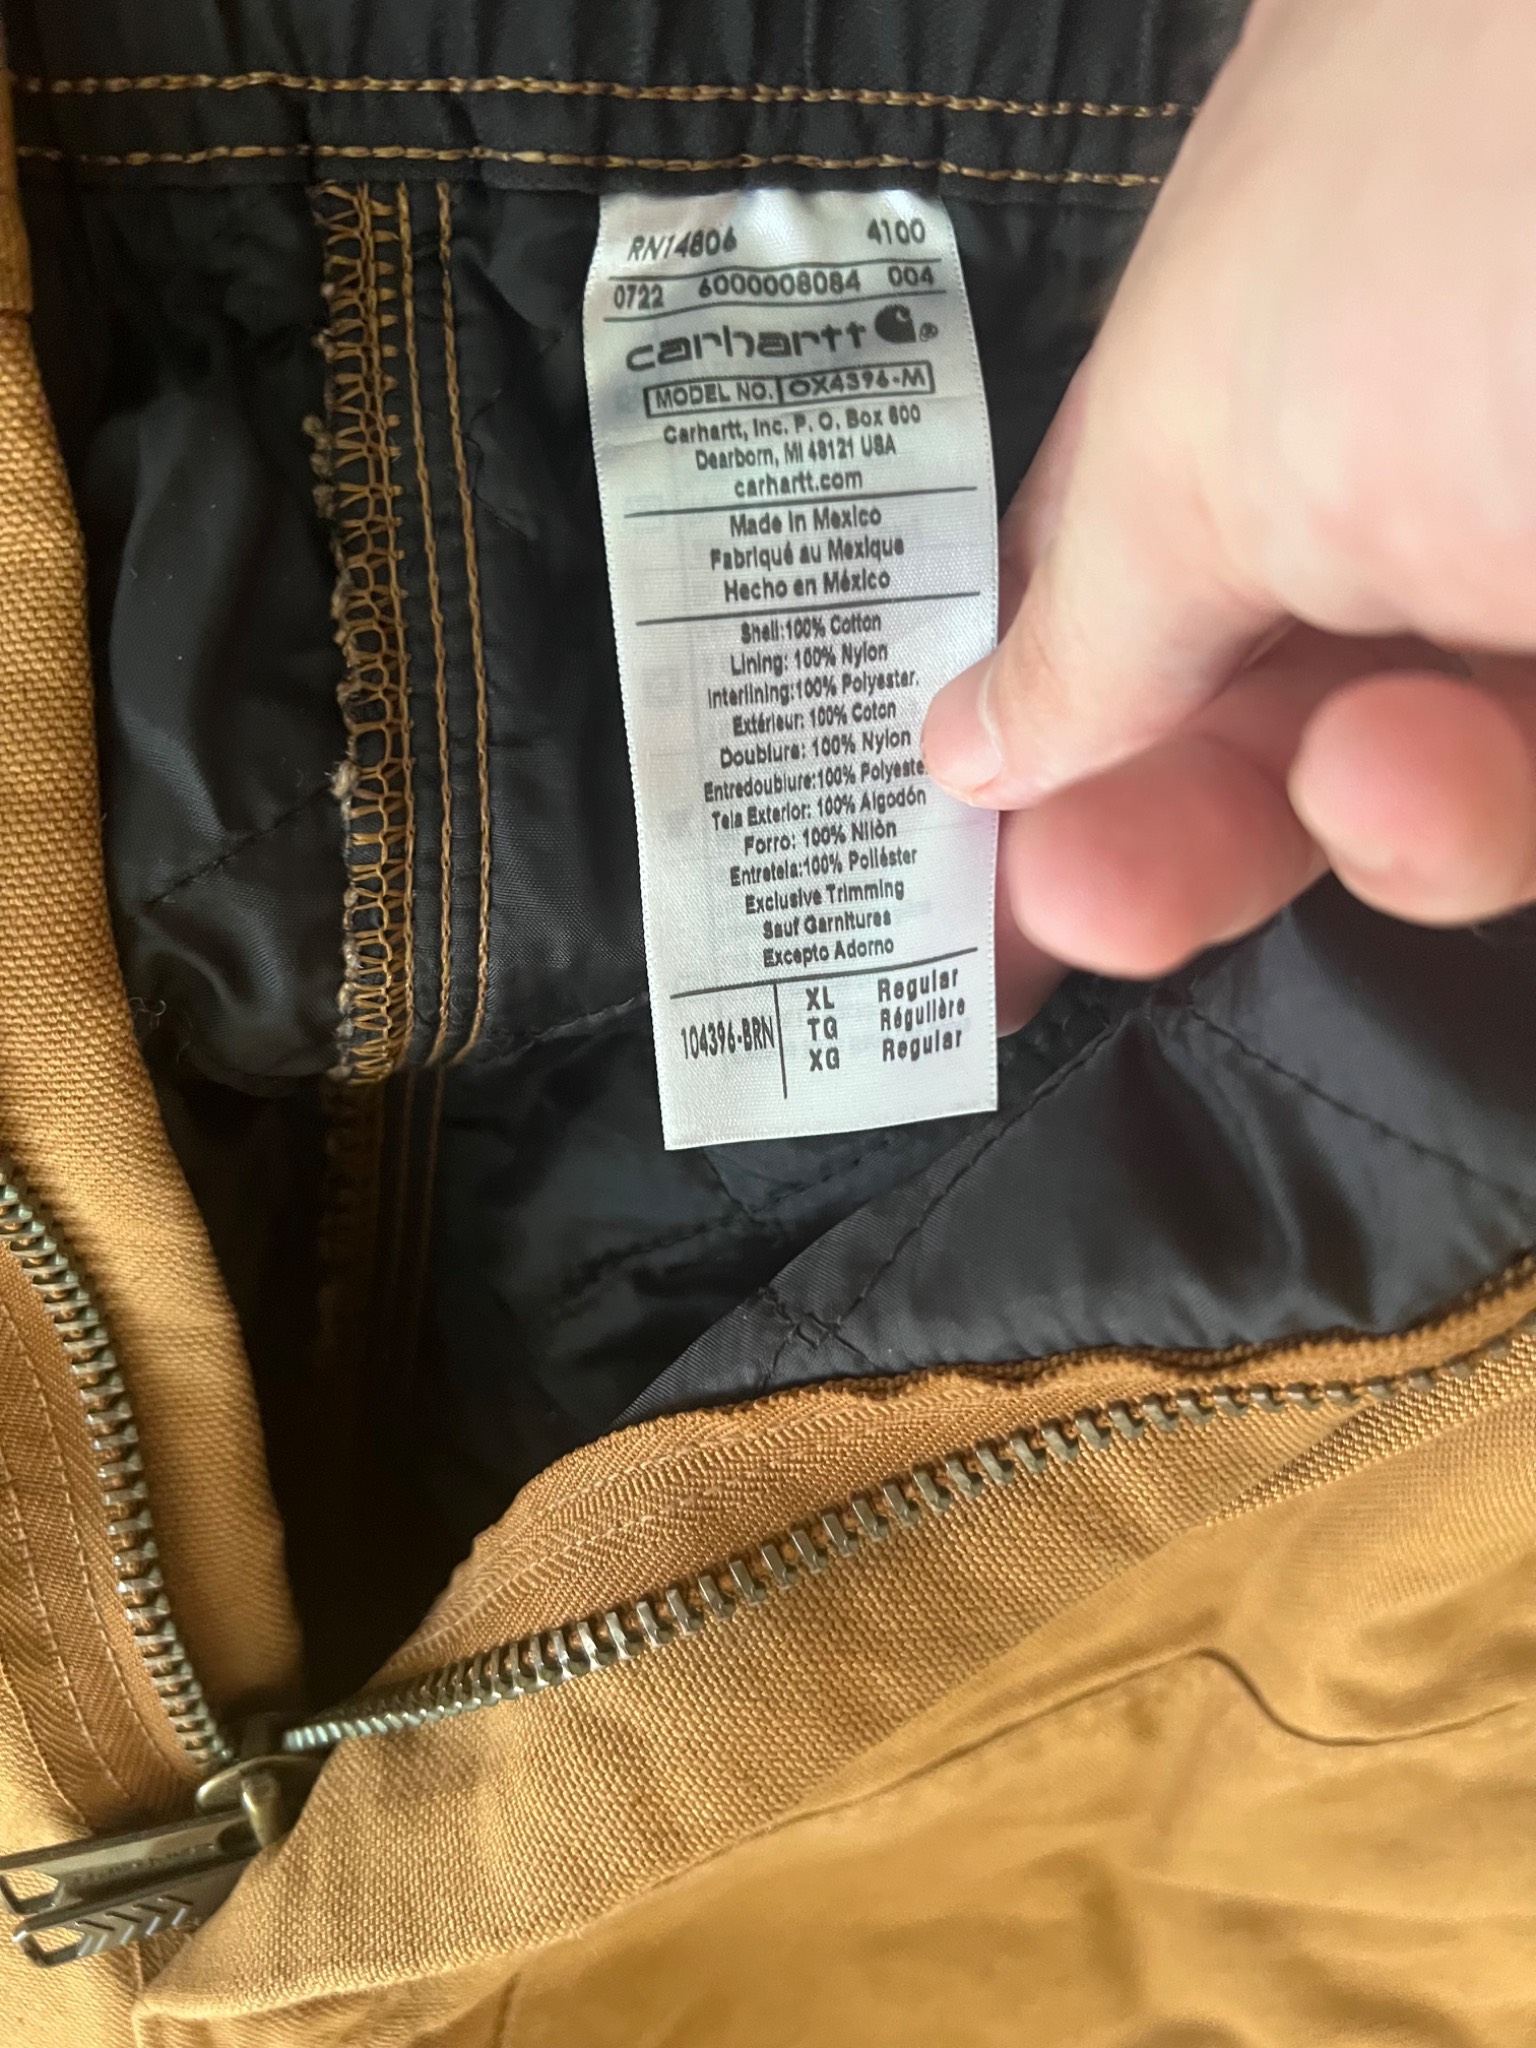 RN14806 4100
0722 6000008084 004
carhartt ®
MODEL NO. OX4396-M
Carhartt, Inc. P. O. Box 600
Dearborn, MI 48121 USA
carhartt.com
Made in Mexico
Fabriqué au Mexique
Hecho en México
Shell:100% Cotton
Lining: 100% Nylon
Interlining:100% Polyester.
Extérieur: 100% Coton
Doublure: 100% Nylon
Entredoublure:100% Polyeste
Tela Exterior: 100% Algodón
Forro: 100% Nilòn
Entretela:100% Poliéster
Exclusive Trimming
Sauf Garnitures
Excepto Adorno
104396-BRN
XL Regular
TG Régulière
XG Regular